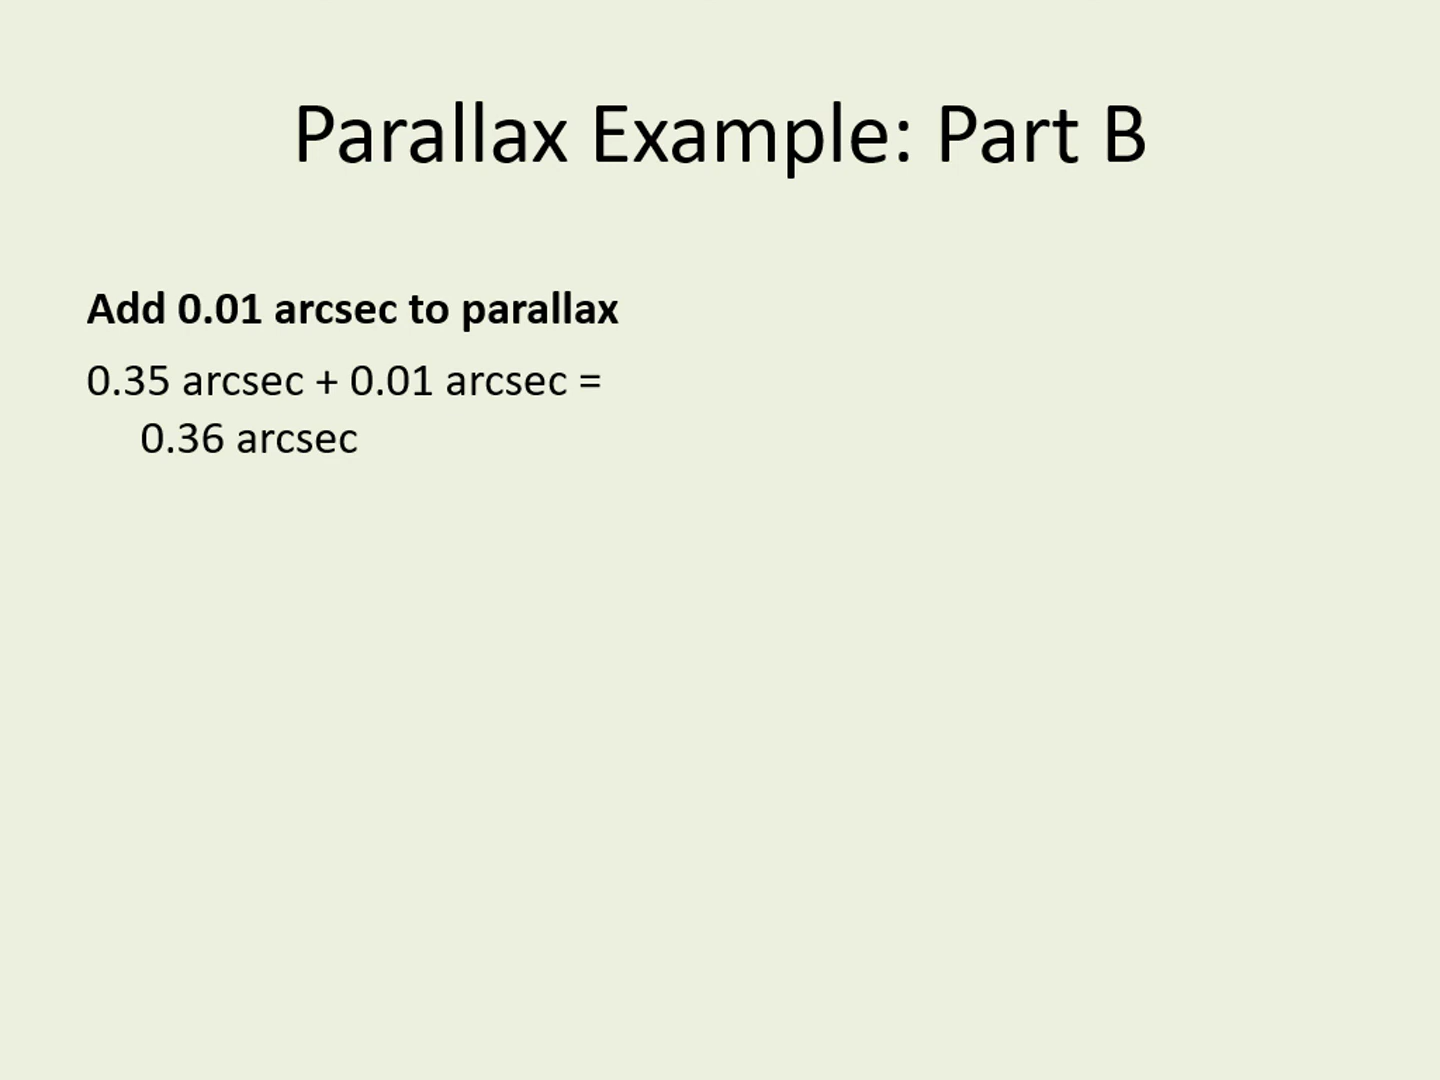 Parallax Example: Part B
Add 0.01 arcsec to parallax
0.35 arcsec + 0.01 arcsec =
0.36 arcsec